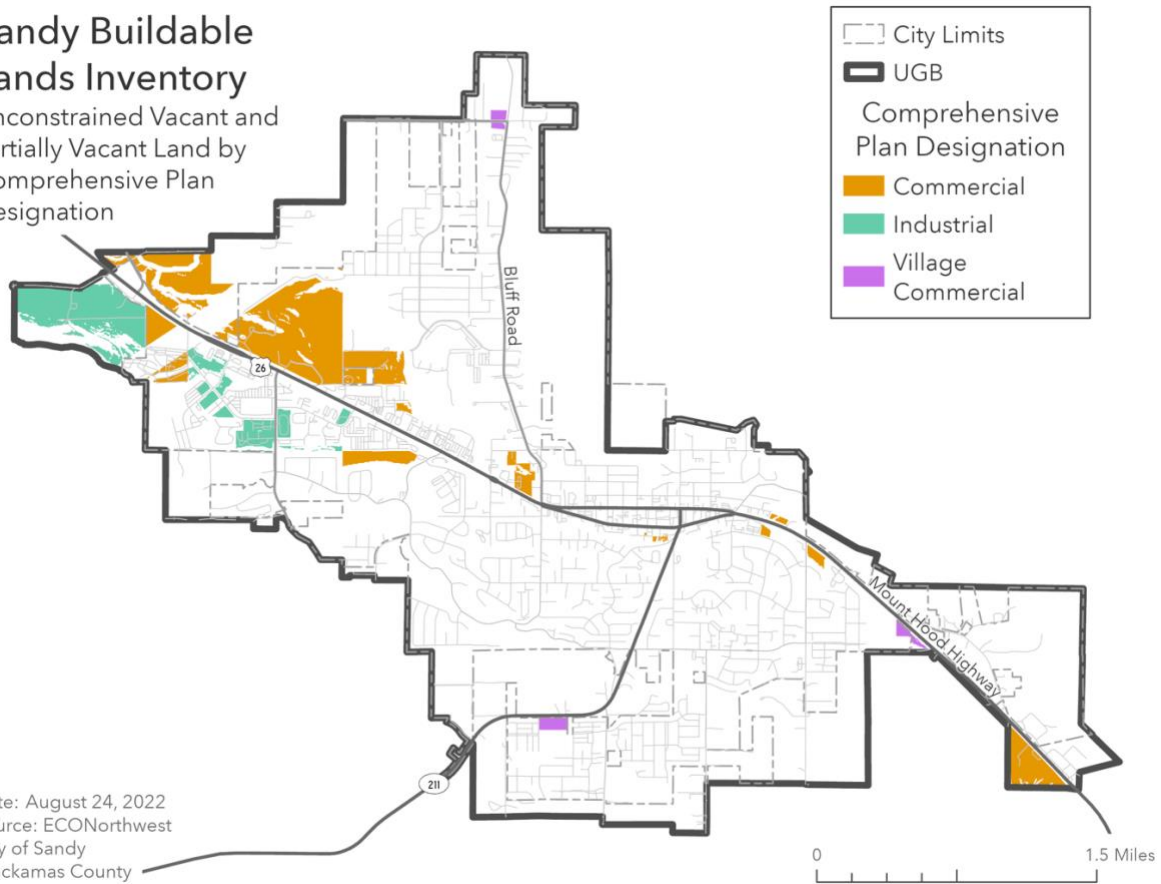 andy Buildable
ands Inventory
nconstrained Vacant and
artially Vacant Land by
omprehensive Plan
esignation
City Limits
UGB
Comprehensive
Plan Designation
Commercial
Industrial
Village
Commercial
Bluff Road
26
Mount Hood Highway
211
te: August 24, 2022
urce: ECONorthwest
y of Sandy
ckamas County
0
1.5 Miles